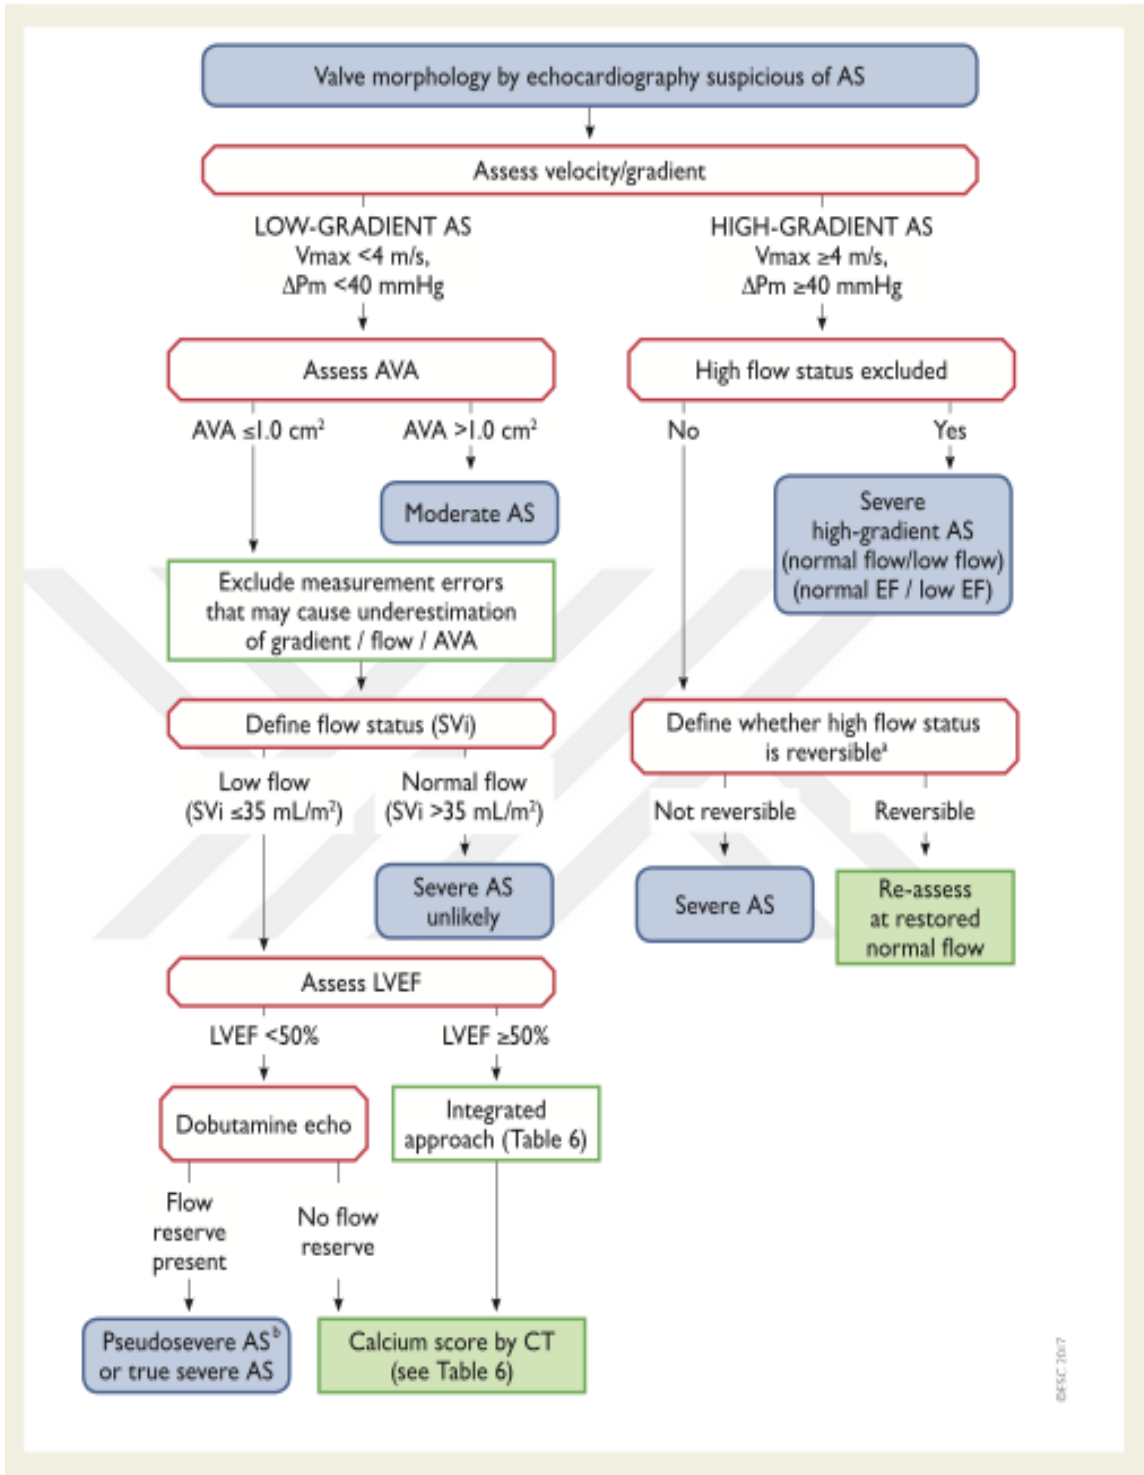 Valve morphology by echocardiography suspicious of AS
Assess velocity/gradient
LOW-GRADIENT AS
Vmax <4 m/s,
ΔPm <40 mmHg
HIGH-GRADIENT AS
Vmax ≥4 m/s,
ΔPm ≥40 mmHg
Assess AVA
High flow status excluded
AVA ≤1.0 cm²
AVA >1.0 cm²
No
Yes
Moderate AS
Severe
high-gradient AS
(normal flow/low flow)
(normal EF / low EF)
Exclude measurement errors
that may cause underestimation
of gradient / flow / AVA
Define flow status (SVi)
Define whether high flow status
is reversibleᵃ
Low flow
(SVi ≤35 mL/m²)
Normal flow
(SVi >35 mL/m²)
Not reversible
Reversible
Severe AS
unlikely
Severe AS
Re-assess
at restored
normal flow
Assess LVEF
LVEF <50%
LVEF ≥50%
Dobutamine echo
Integrated
approach (Table 6)
Flow
reserve
present
No flow
reserve
Pseudosevere ASᵇ
or true severe AS
Calcium score by CT
(see Table 6)
©ESC 2017